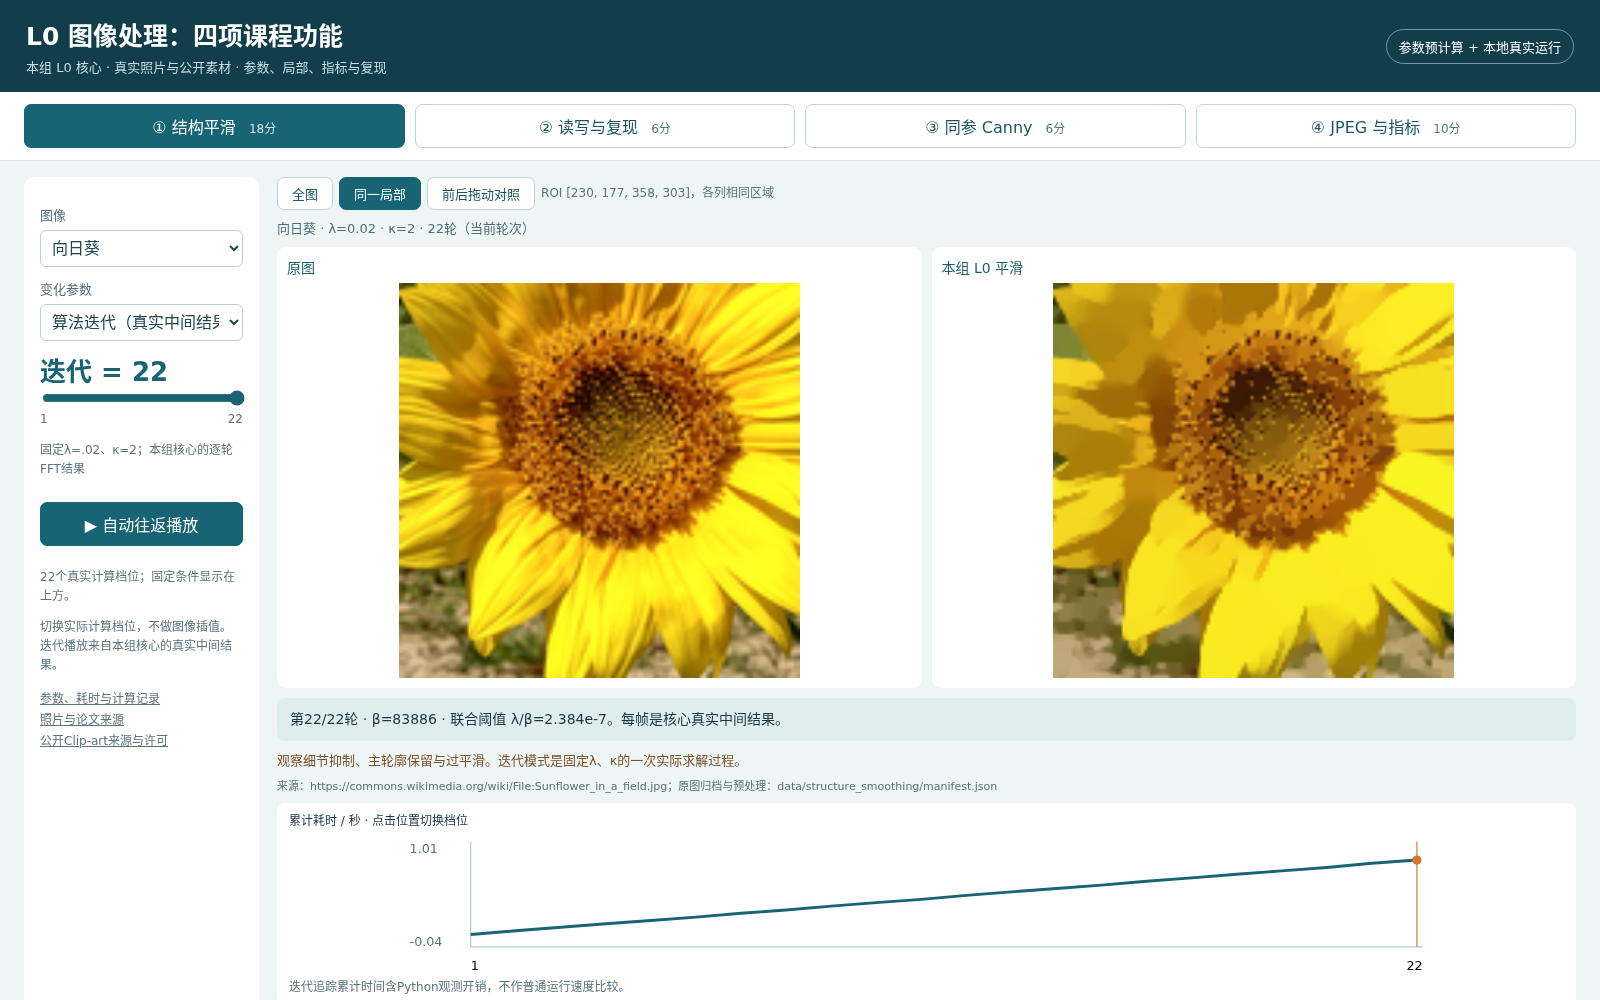 L0 图像处理：四项课程功能
本组 L0 核心 · 真实照片与公开素材 · 参数、局部、指标与复现
参数预计算 + 本地真实运行
① 结构平滑 18分
② 读写与复现 6分
③ 同参 Canny 6分
④ JPEG 与指标 10分
图像
向日葵
变化参数
算法迭代（真实中间结果
迭代 = 22
1 22
固定λ=.02、κ=2；本组核心的逐轮
FFT结果
▶ 自动往返播放
22个真实计算档位；固定条件显示在
上方。
切换实际计算档位，不做图像插值。
迭代播放来自本组核心的真实中间结
果。
参数、耗时与计算记录
照片与论文来源
公开Clip-art来源与许可
全图
同一局部
前后拖动对照
ROI [230, 177, 358, 303]，各列相同区域
向日葵 · λ=0.02 · κ=2 · 22轮（当前轮次）
原图
本组 L0 平滑
第22/22轮 · β=83886 · 联合阈值 λ/β=2.384e-7。每帧是核心真实中间结果。
观察细节抑制、主轮廓保留与过平滑。迭代模式是固定λ、κ的一次实际求解过程。
来源：https://commons.wikimedia.org/wiki/File:Sunflower_in_a_field.jpg；原图归档与预处理：data/structure_smoothing/manifest.json
累计耗时 / 秒 · 点击位置切换档位
1.01
-0.04
1 22
迭代追踪累计时间含Python观测开销，不作普通运行速度比较。